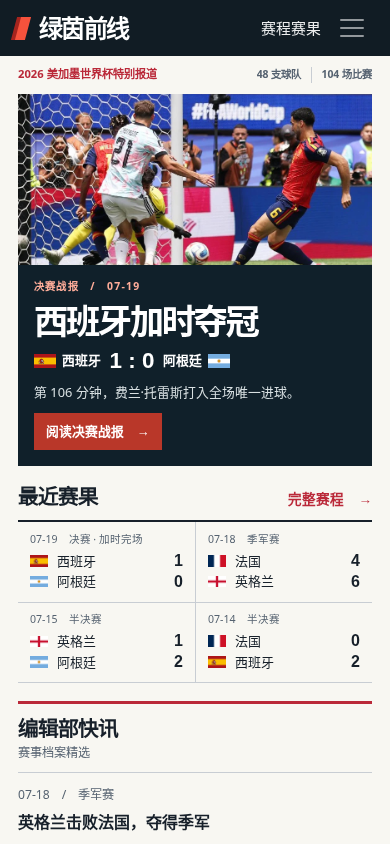 绿茵前线
赛程赛果
2026 美加墨世界杯特别报道
48 支球队
104 场比赛
21
6
决赛战报 / 07-19
西班牙加时夺冠
西班牙 1 : 0 阿根廷
第 106 分钟，费兰·托雷斯打入全场唯一进球。
阅读决赛战报 →
最近赛果
完整赛程 →
07-19 决赛 · 加时完场
西班牙 1
阿根廷 0
07-18 季军赛
法国 4
英格兰 6
07-15 半决赛
英格兰 1
阿根廷 2
07-14 半决赛
法国 0
西班牙 2
编辑部快讯
赛事档案精选
07-18 / 季军赛
英格兰击败法国，夺得季军